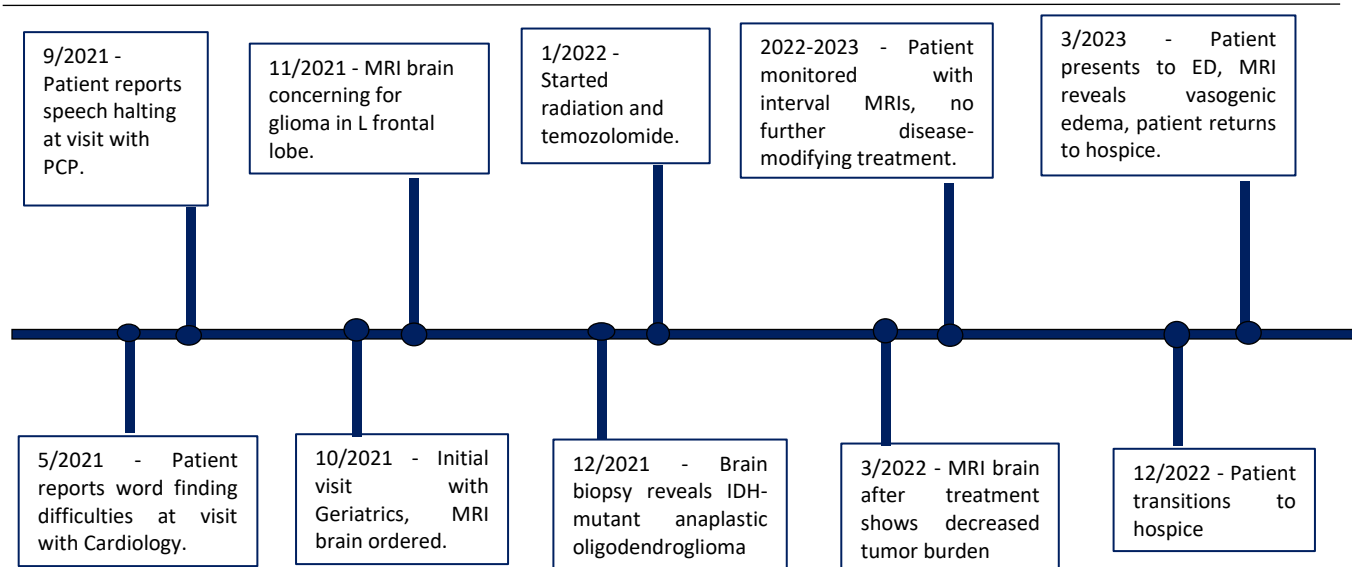 9/2021 -
Patient reports
speech halting
at visit with
PCP.
11/2021 - MRI brain
concerning for
glioma in L frontal
lobe.
1/2022 -
Started
radiation and
temozolomide.
2022-2023 - Patient
monitored with
interval MRIs, no
further disease-
modifying treatment.
3/2023 - Patient
presents to ED, MRI
reveals vasogenic
edema, patient returns
to hospice.
5/2021 - Patient
reports word finding
difficulties at visit
with Cardiology.
10/2021 - Initial
visit with
Geriatrics, MRI
brain ordered.
12/2021 - Brain
biopsy reveals IDH-
mutant anaplastic
oligodendroglioma
3/2022 - MRI brain
after treatment
shows decreased
tumor burden
12/2022 - Patient
transitions to
hospice